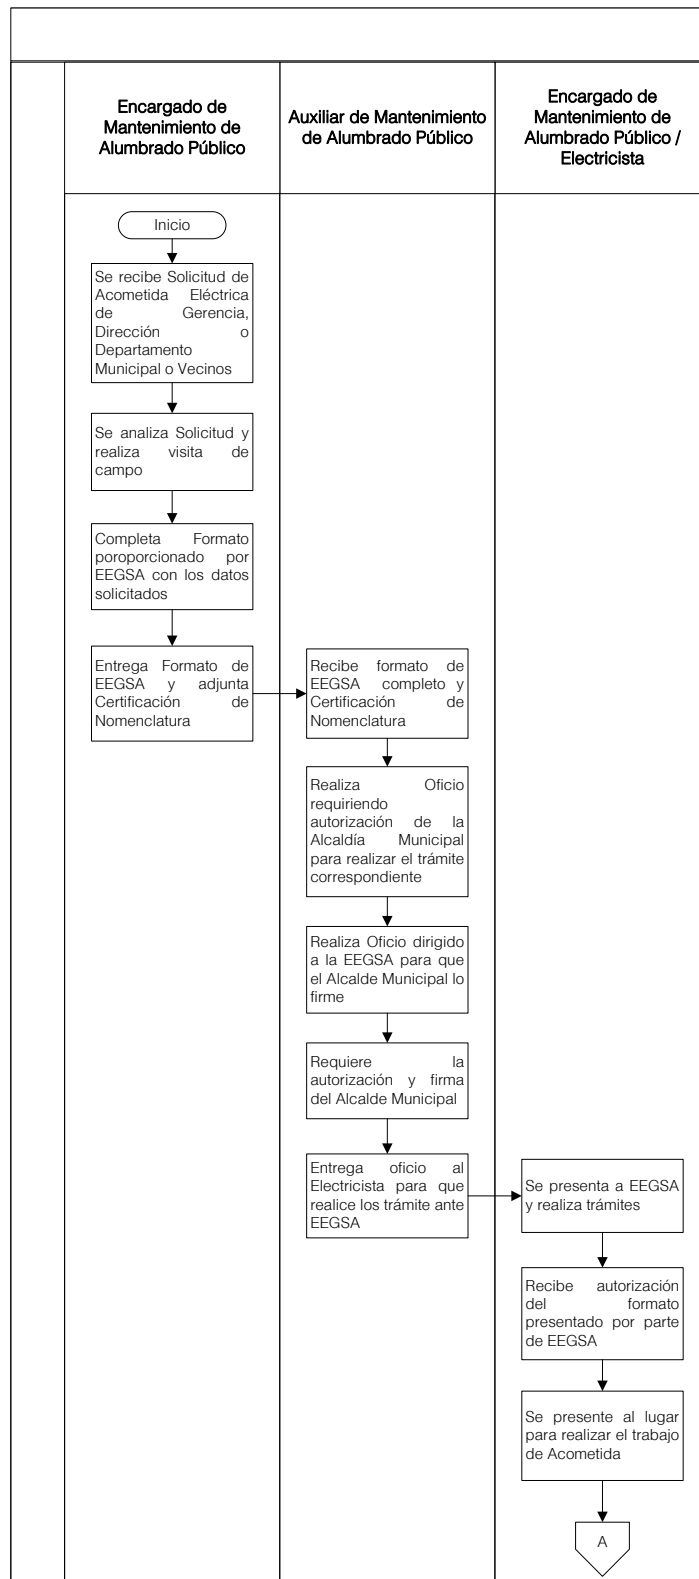 Encargado de
Mantenimiento de
Alumbrado Público
Auxiliar de Mantenimiento
de Alumbrado Público
Encargado de
Mantenimiento de
Alumbrado Público /
Electricista
Inicio
Se recibe Solicitud de
Acometida Eléctrica
de Gerencia,
Dirección o
Departamento
Municipal o Vecinos
Se analiza Solicitud y
realiza visita de
campo
Completa Formato
poroporcionado por
EEGSA con los datos
solicitados
Entrega Formato de
EEGSA y adjunta
Certificación de
Nomenclatura
Recibe formato de
EEGSA completo y
Certificación de
Nomenclatura
Realiza Oficio
requiriendo
autorización de la
Alcaldía Municipal
para realizar el trámite
correspondiente
Realiza Oficio dirigido
a la EEGSA para que
el Alcalde Municipal lo
firme
Requiere la
autorización y firma
del Alcalde Municipal
Entrega oficio al
Electricista para que
realice los trámite ante
EEGSA
Se presenta a EEGSA
y realiza trámites
Recibe autorización
del formato
presentado por parte
de EEGSA
Se presente al lugar
para realizar el trabajo
de Acometida
A